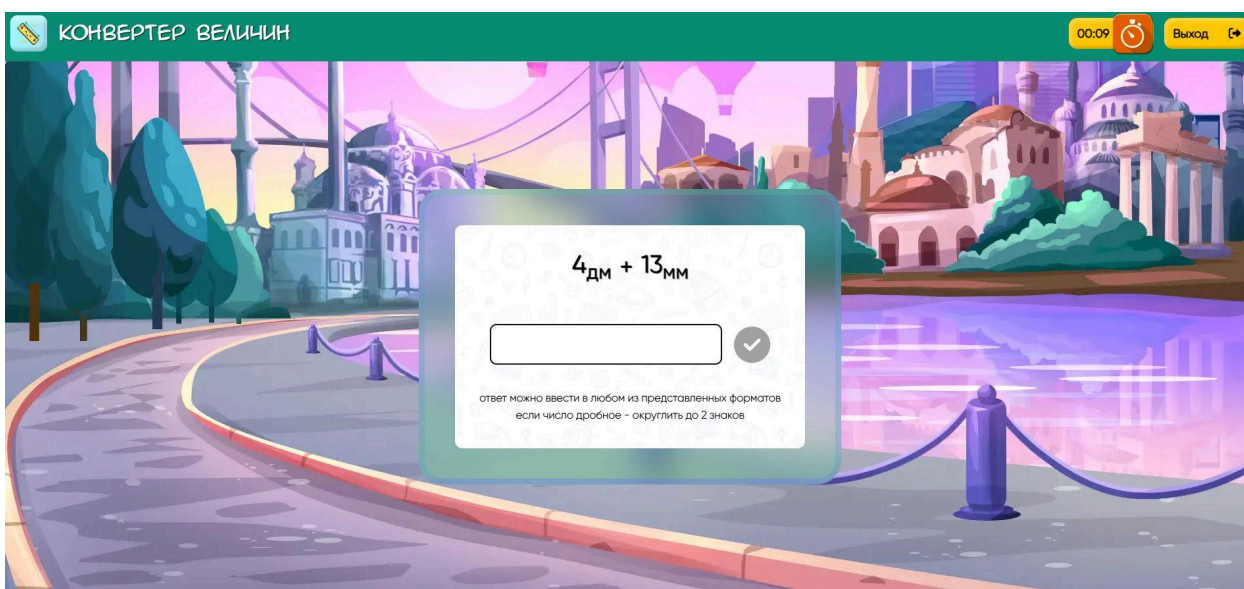 КОНВЕРТЕР ВЕЛИЧИН
00:09
Выход
4дм + 13мм
ответ можно ввести в любом из представленных форматов
если число дробное - округлить до 2 знаков